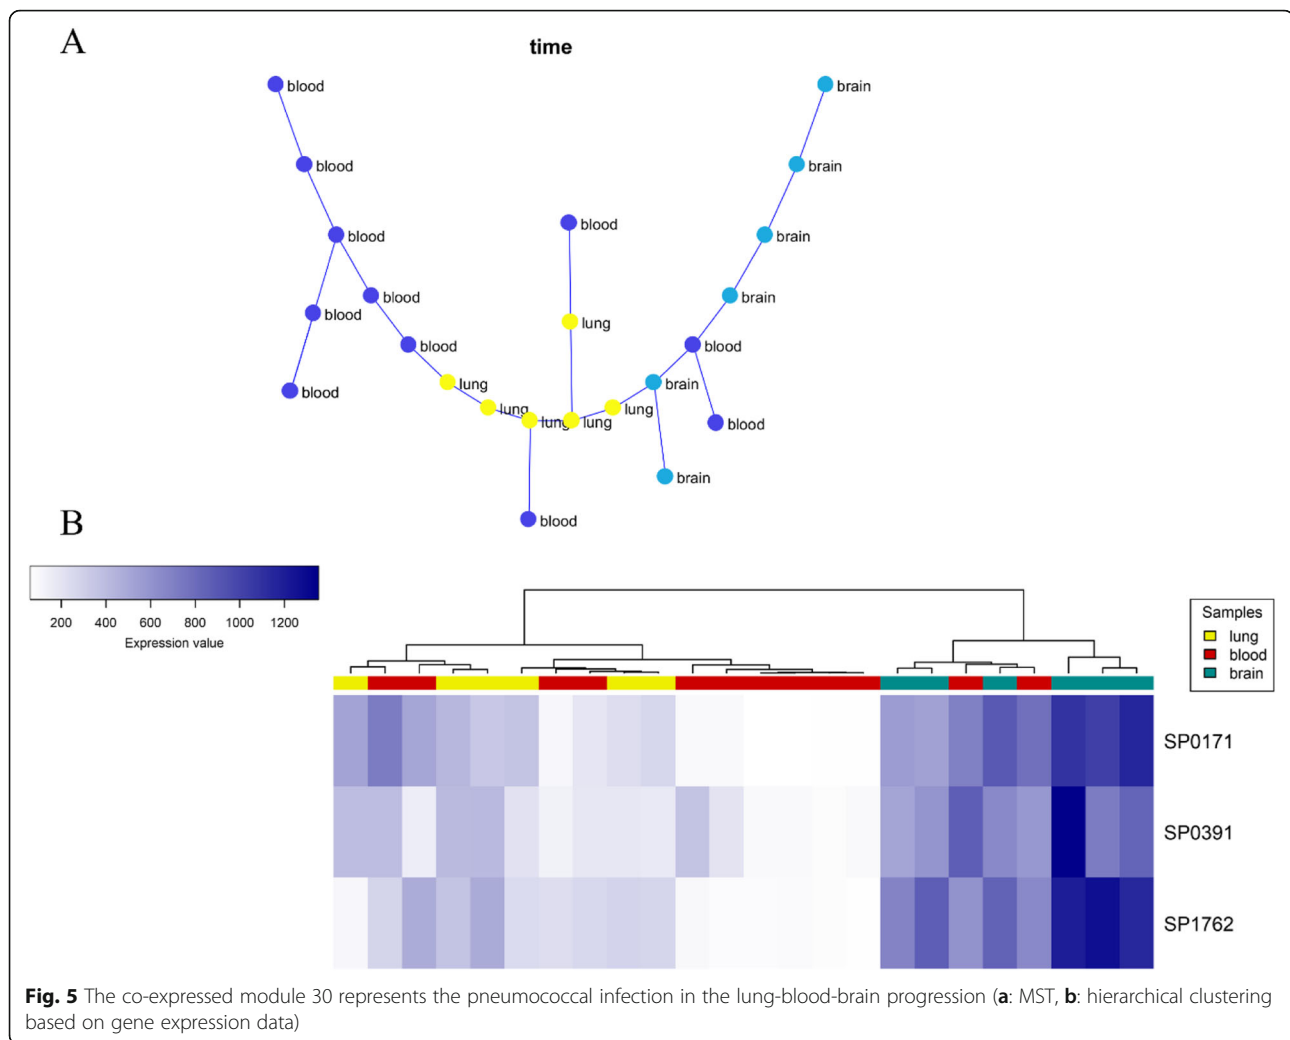 A
time
blood
brain
blood
brain
blood
blood
brain
blood
brain
blood
lung
blood
blood
blood
lung
brain
blood
lung
lung
lung
lung
blood
brain
blood
B
200 400 600 800 1000 1200
Expression value
Samples
lung
blood
brain
SP0171
SP0391
SP1762
Fig. 5 The co-expressed module 30 represents the pneumococcal infection in the lung-blood-brain progression (a: MST, b: hierarchical clustering
based on gene expression data)